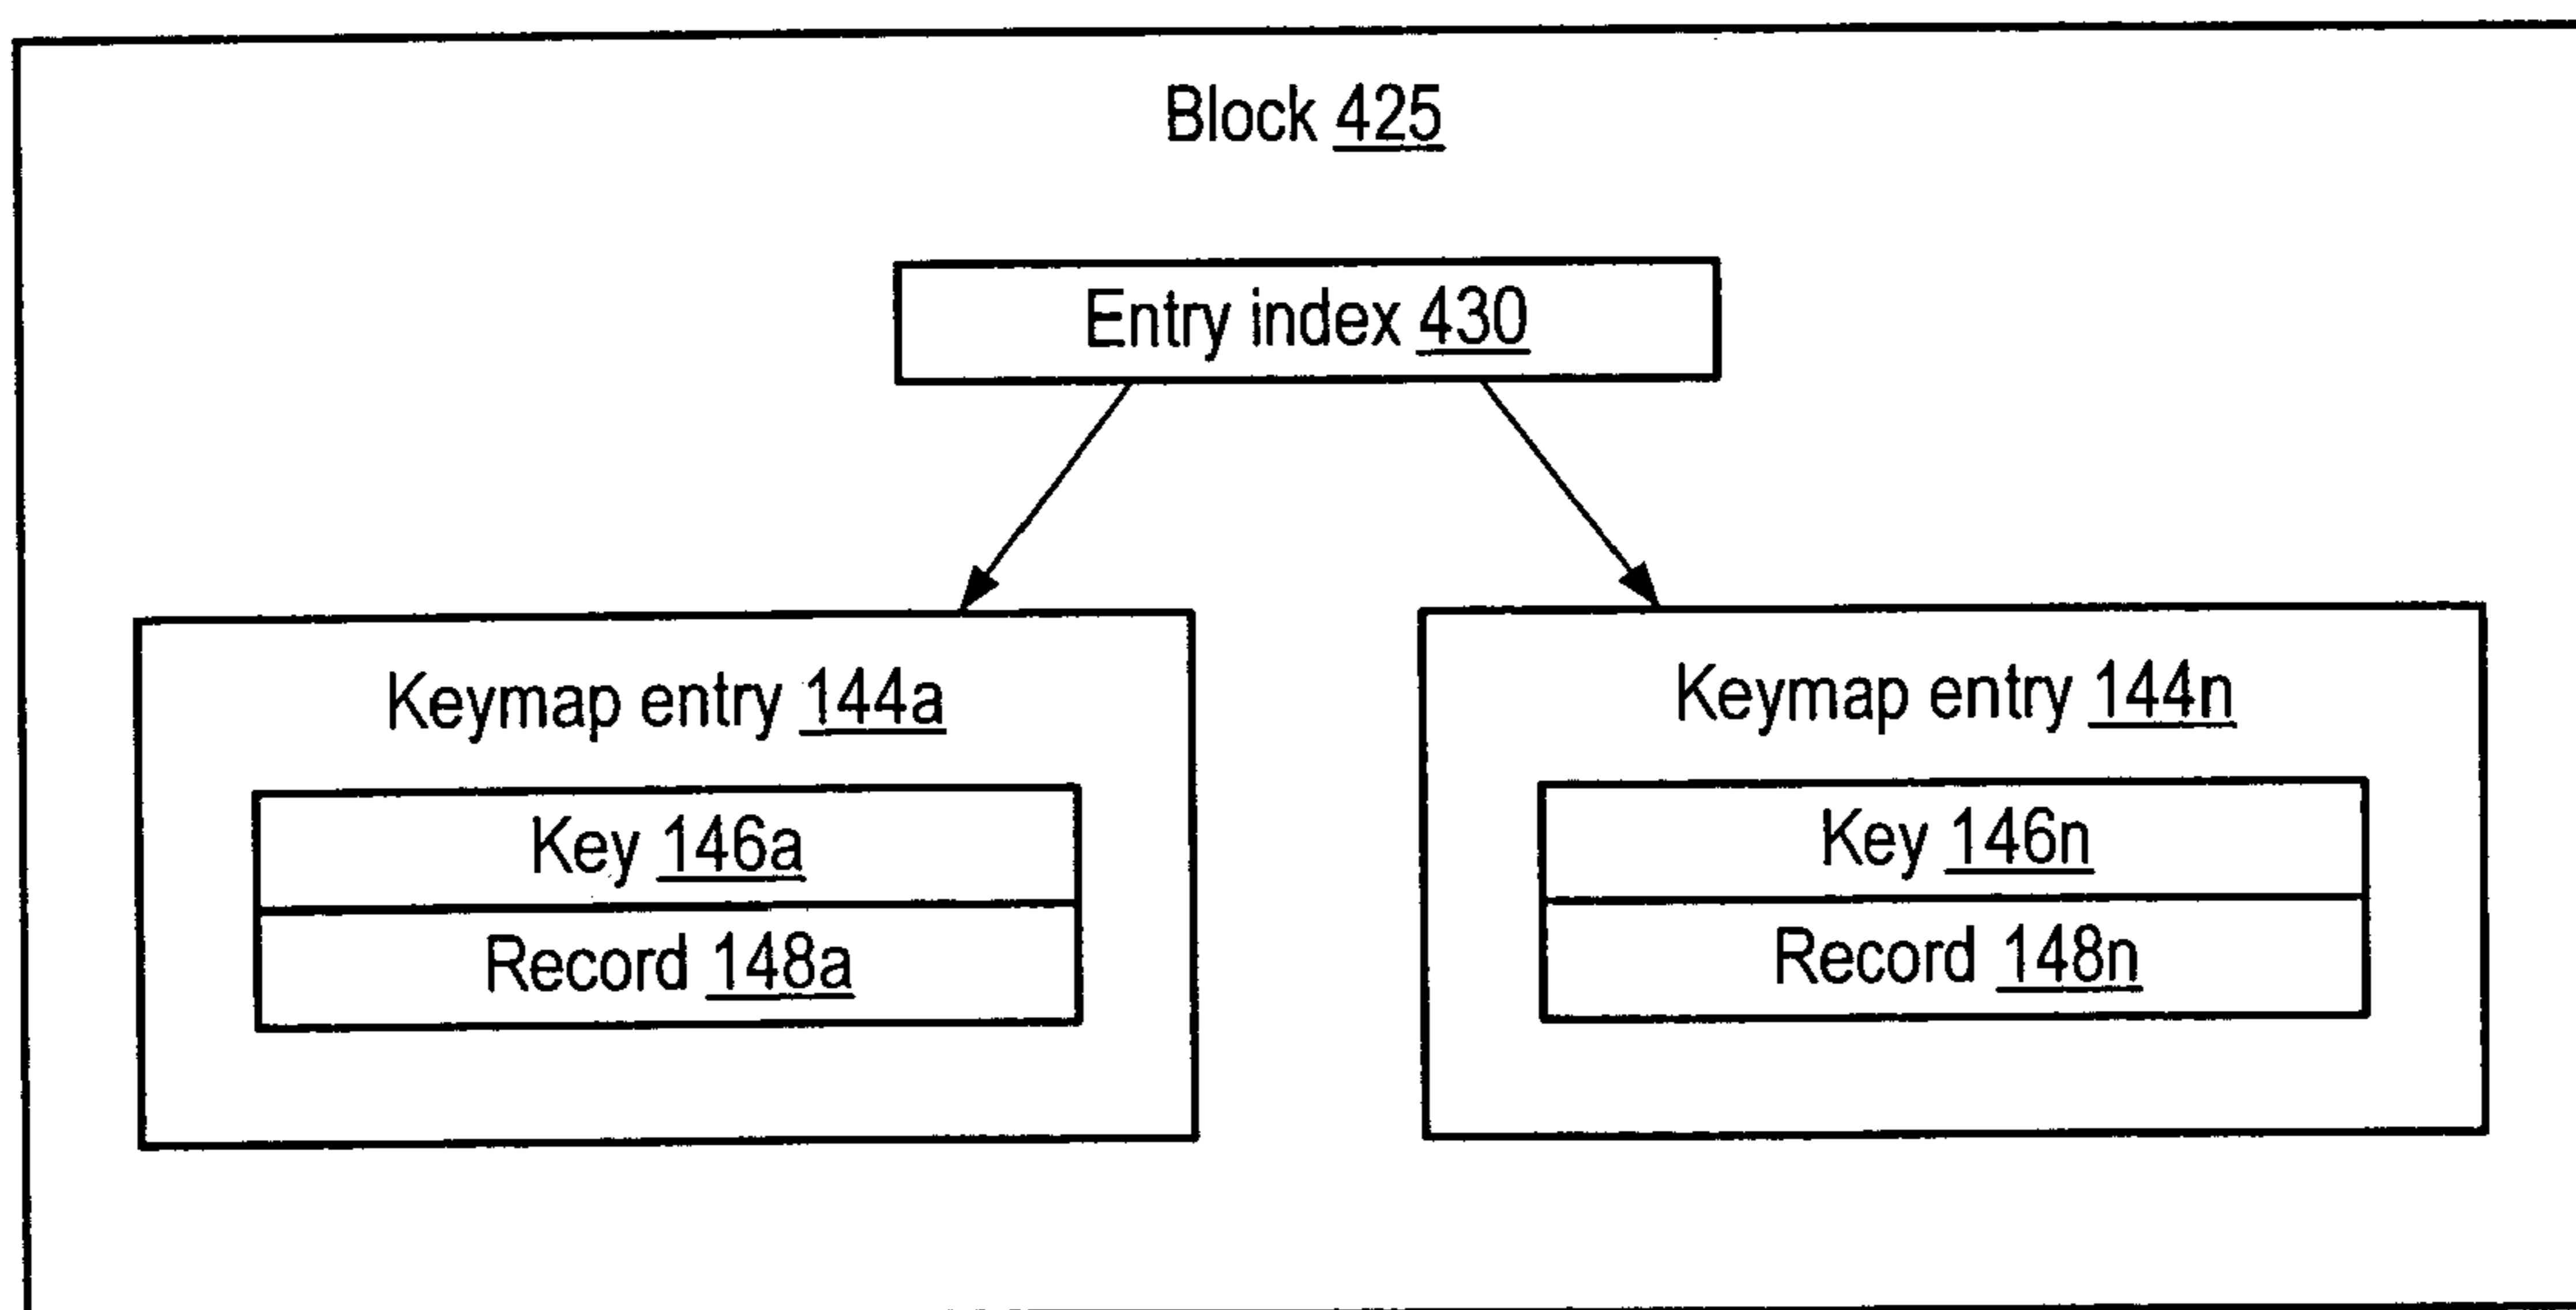 Block 425
Entry index 430
Keymap entry 144a
Key 146a
Record 148a
Keymap entry 144n
Key 146n
Record 148n